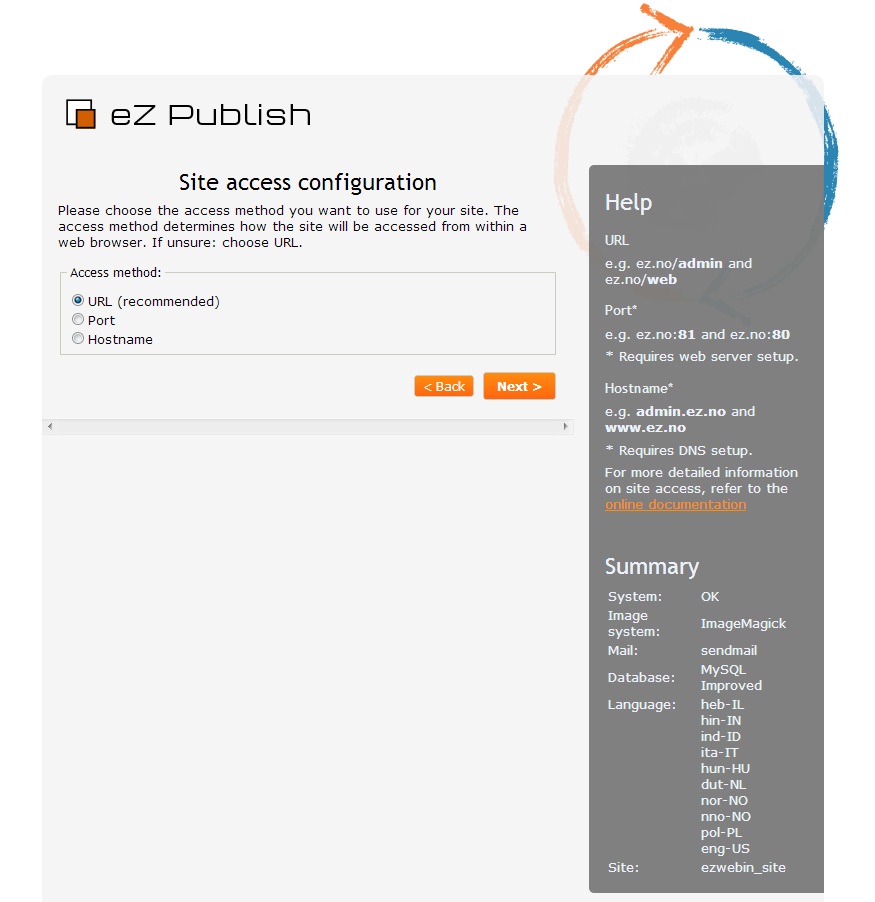 eZ Publish
Site access configuration
Please choose the access method you want to use for your site. The
access method determines how the site will be accessed from within a
web browser. If unsure: choose URL.
Access method:
URL (recommended)
Port
Hostname
< Back
Next >
Help
URL
e.g. ez.no/admin and
ez.no/web
Port*
e.g. ez.no:81 and ez.no:80
* Requires web server setup.
Hostname*
e.g. admin.ez.no and
www.ez.no
* Requires DNS setup.
For more detailed information
on site access, refer to the
online documentation
Summary
System: OK
Image
system: ImageMagick
Mail: sendmail
Database: MySQL
Improved
Language: heb-IL
hin-IN
ind-ID
ita-IT
hun-HU
dut-NL
nor-NO
nno-NO
pol-PL
eng-US
Site: ezwebin_site